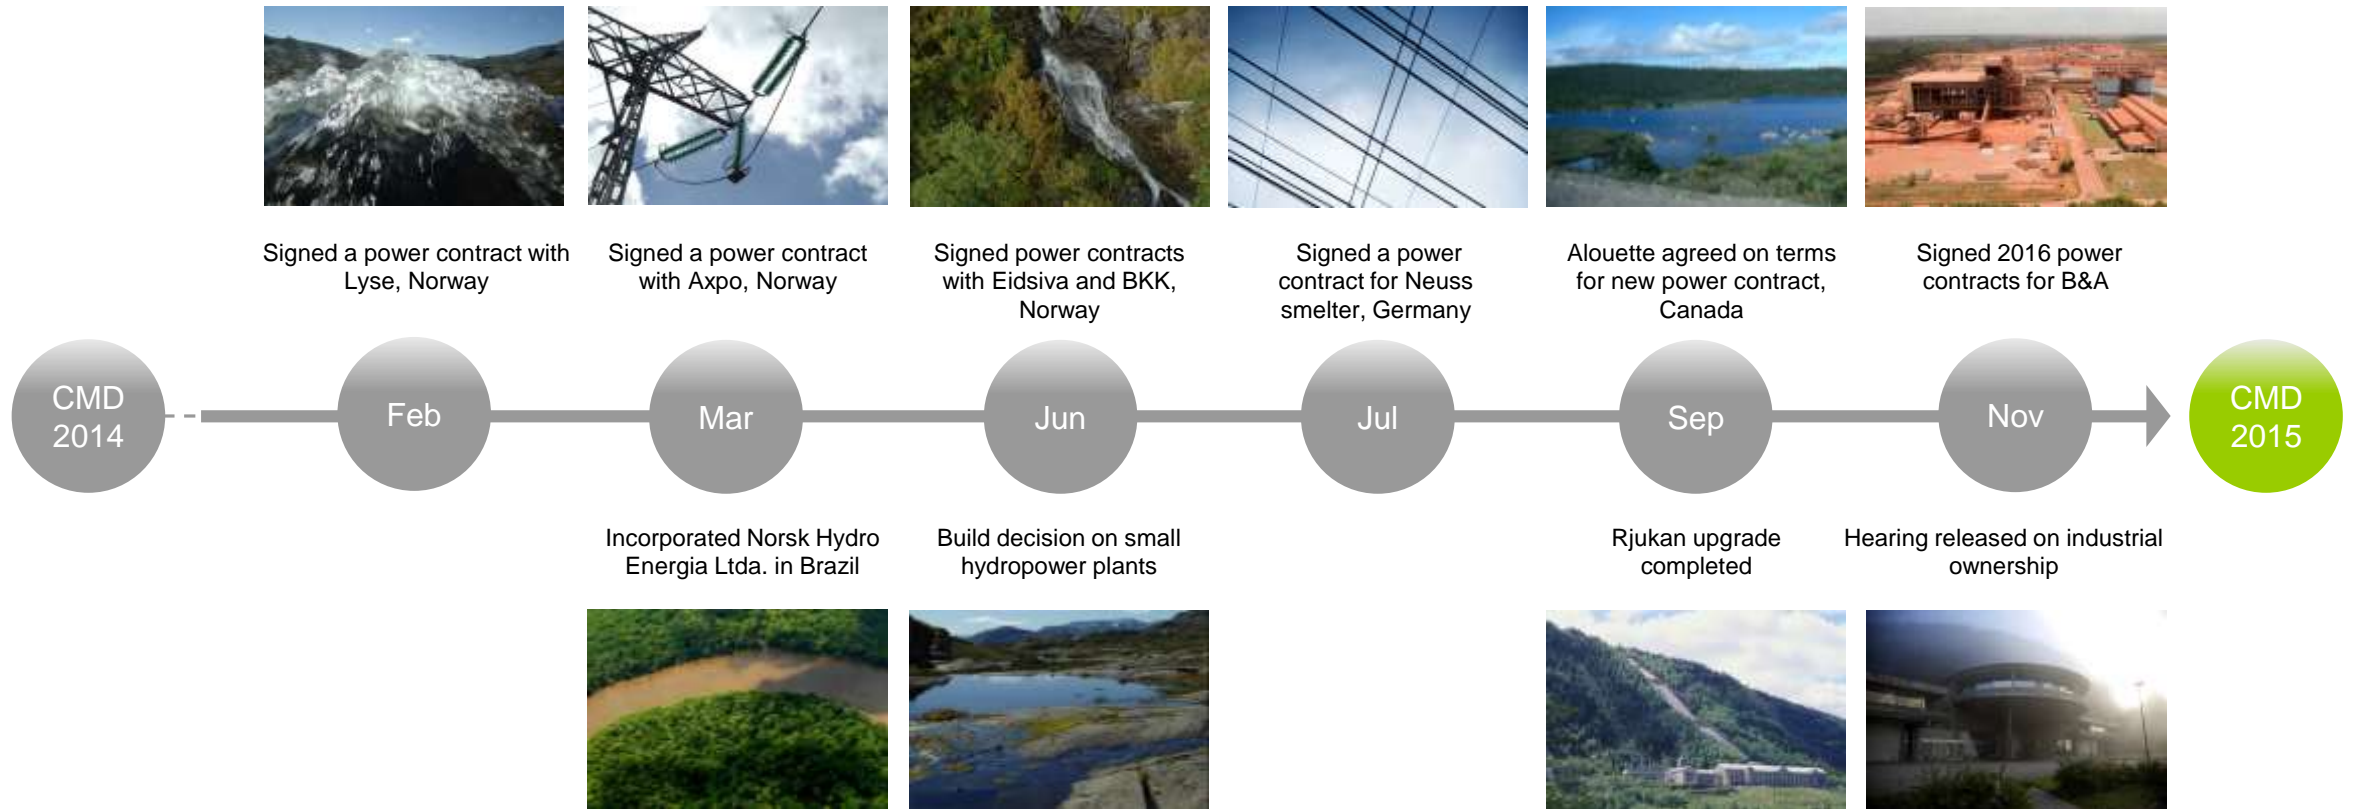 Signed a power contract with
Lyse, Norway
Signed a power contract
with Axpo, Norway
Signed power contracts
with Eidsiva and BKK,
Norway
Signed a power
contract for Neuss
smelter, Germany
Alouette agreed on terms
for new power contract,
Canada
Signed 2016 power
contracts for B&A
CMD
2014
Feb
Mar
Jun
Jul
Sep
Nov
CMD
2015
Incorporated Norsk Hydro
Energia Ltda. in Brazil
Build decision on small
hydropower plants
Rjukan upgrade
completed
Hearing released on industrial
ownership